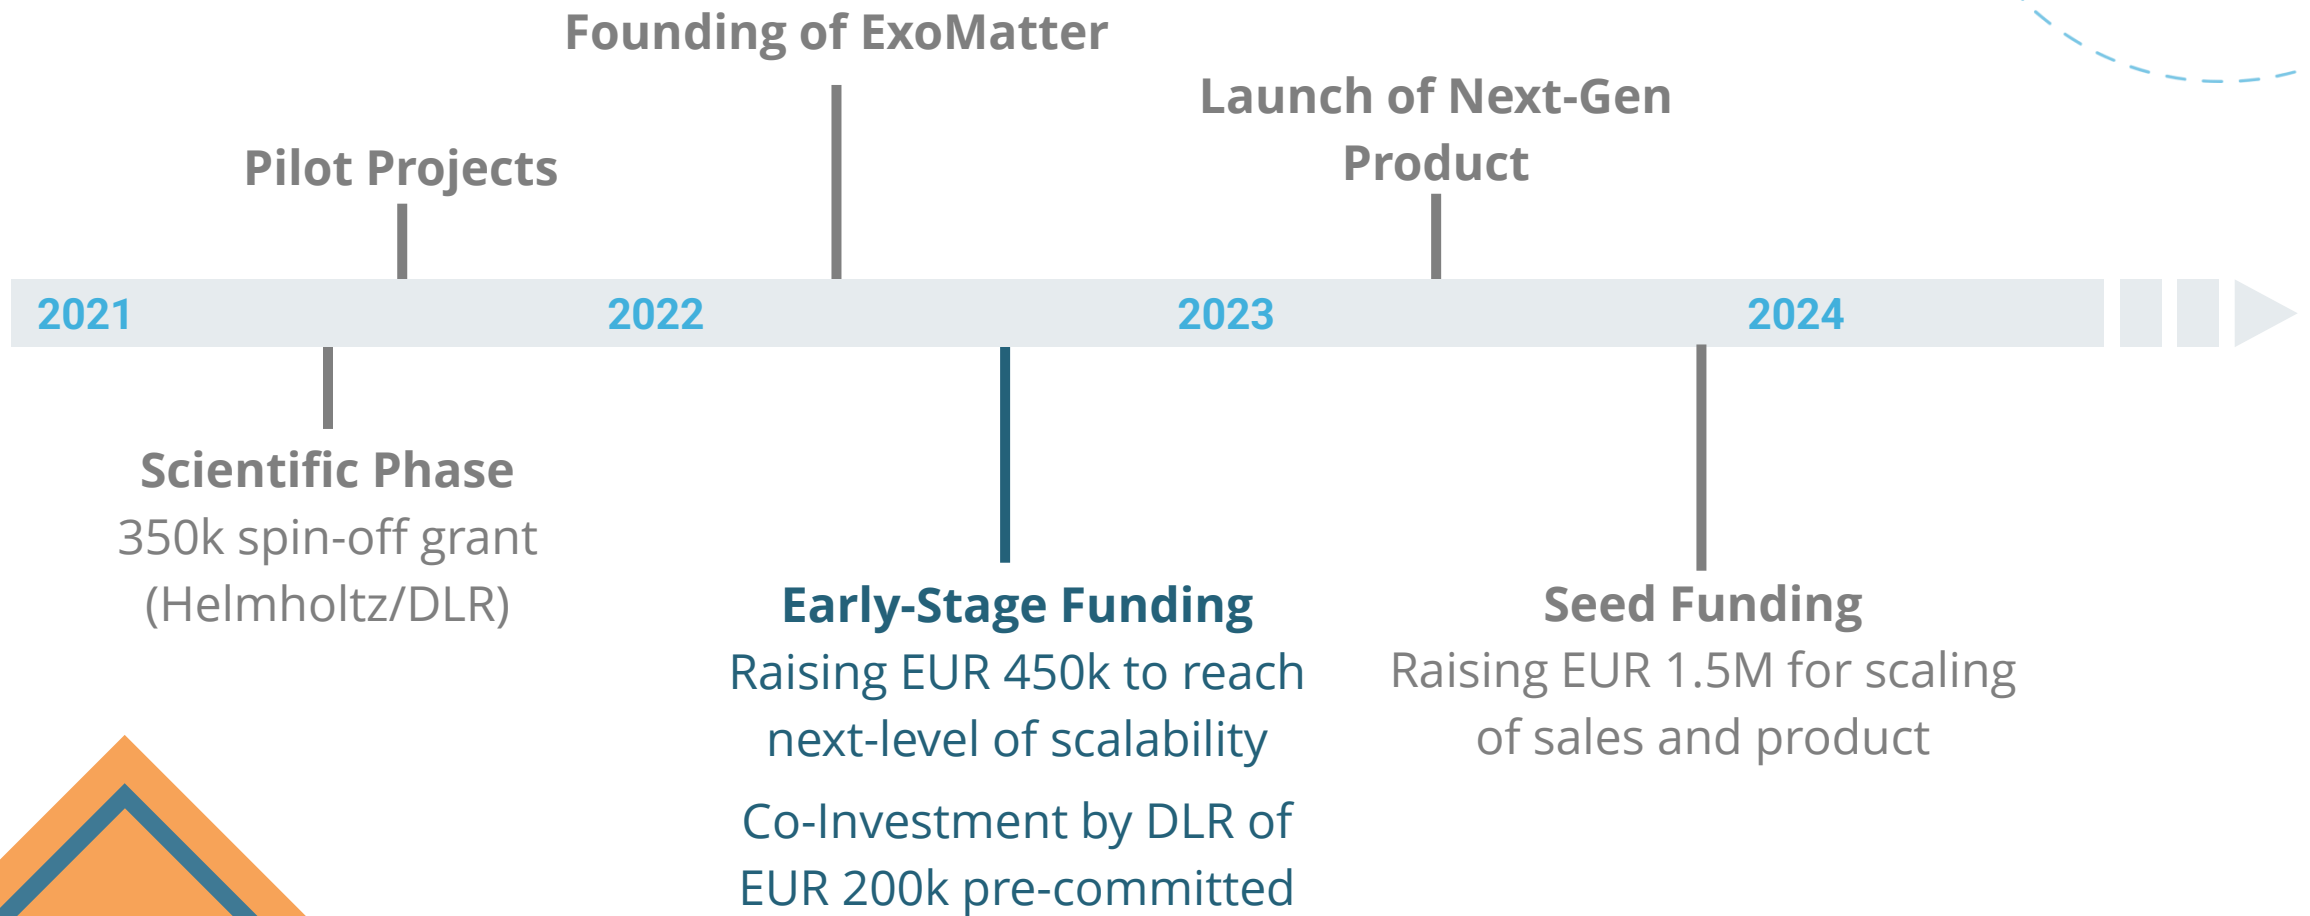 Founding of ExoMatter
Launch of Next-Gen
Product
Pilot Projects
2021
2022
2023
2024
Scientific Phase
350k spin-off grant
(Helmholtz/DLR)
Early-Stage Funding
Raising EUR 450k to reach
next-level of scalability
Co-Investment by DLR of
EUR 200k pre-committed
Seed Funding
Raising EUR 1.5M for scaling
of sales and product